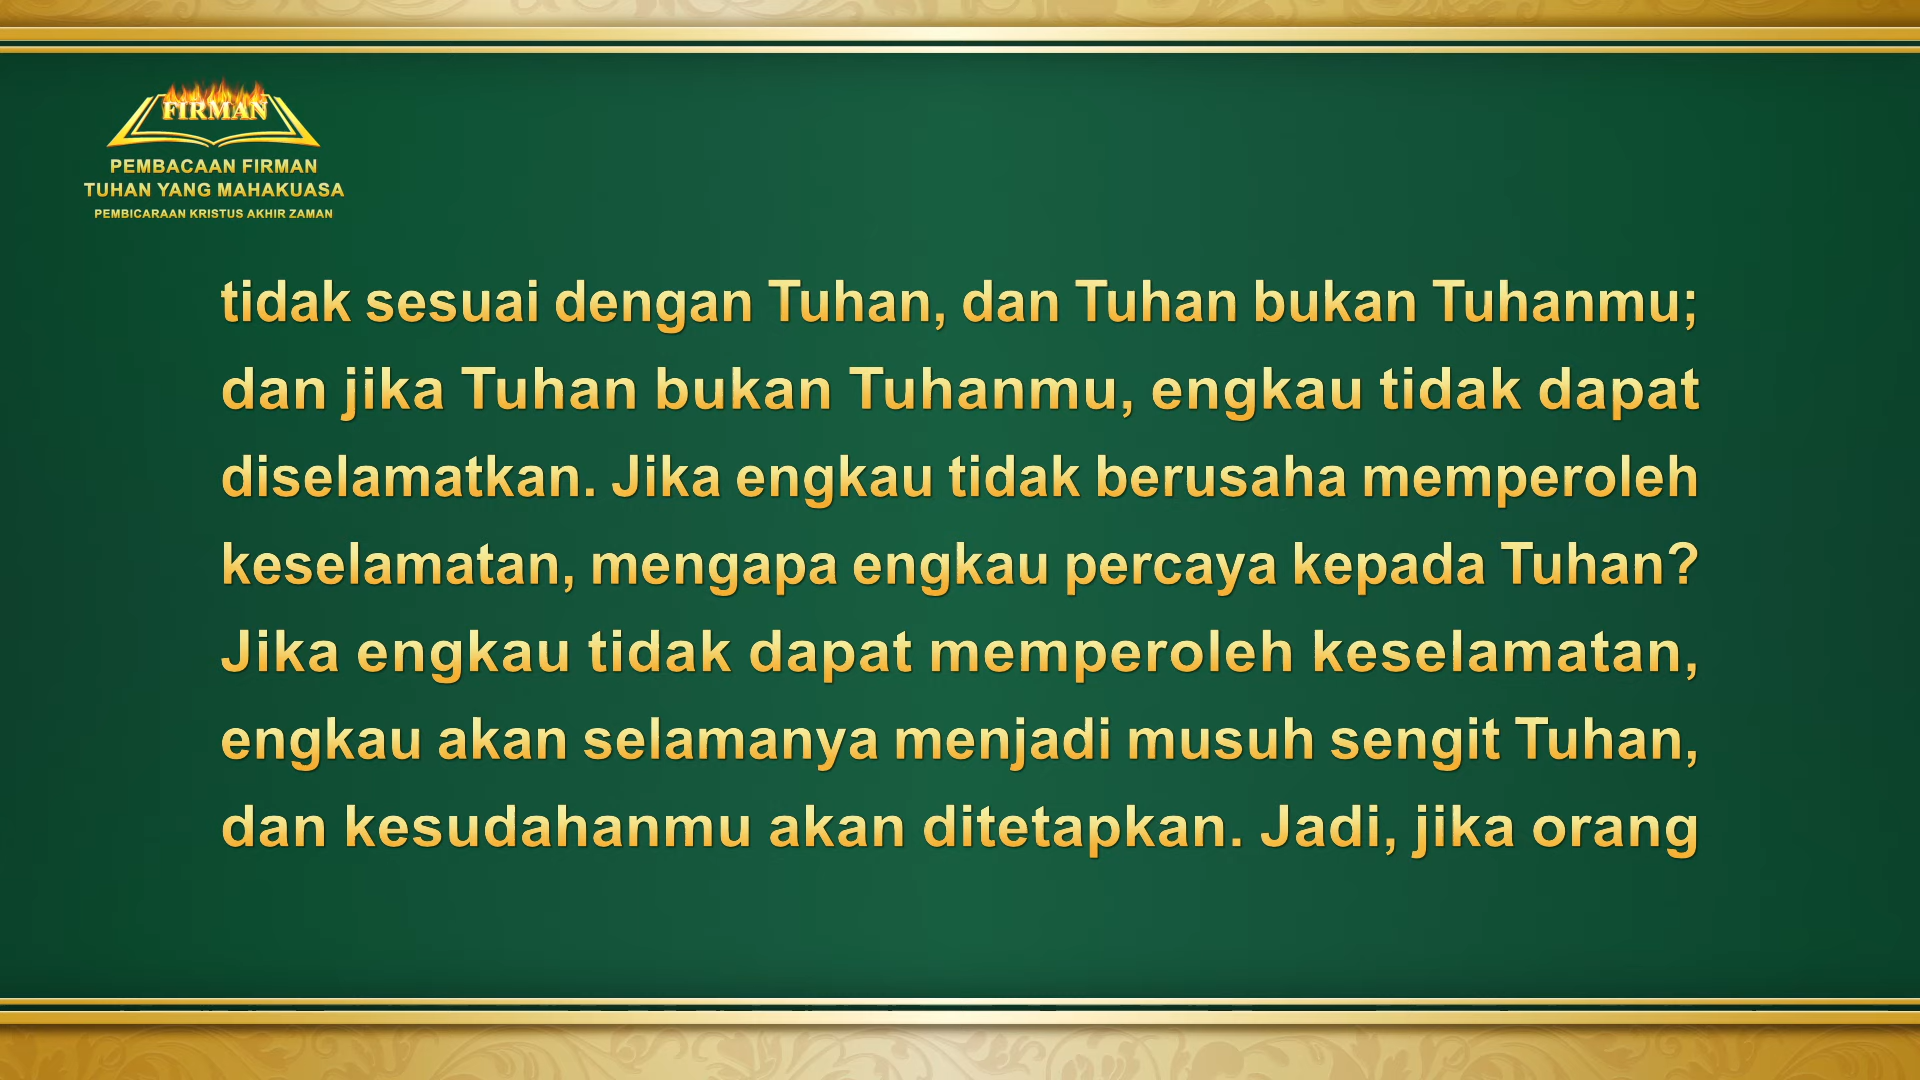 FIRMAN
PEMBACAAN FIRMAN
TUHAN YANG MAHAKUASA
PEMBICARAAN KRISTUS AKHIR ZAMAN
tidak sesuai dengan Tuhan, dan Tuhan bukan Tuhanmu;
dan jika Tuhan bukan Tuhanmu, engkau tidak dapat
diselamatkan. Jika engkau tidak berusaha memperoleh
keselamatan, mengapa engkau percaya kepada Tuhan?
Jika engkau tidak dapat memperoleh keselamatan,
engkau akan selamanya menjadi musuh sengit Tuhan,
dan kesudahanmu akan ditetapkan. Jadi, jika orang